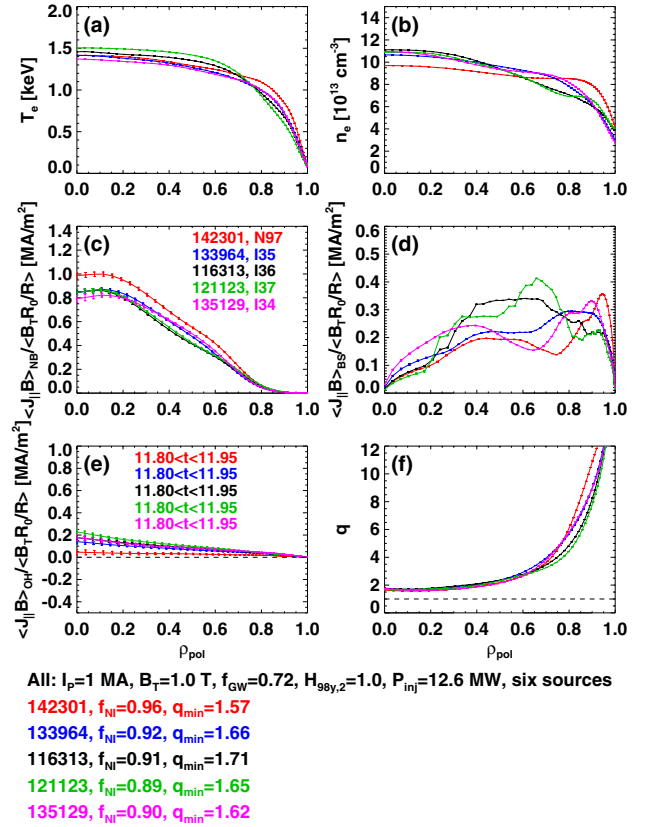 (a)
(b)
T_e [keV]
2.0
1.5
1.0
0.5
0.0
0.0 0.2 0.4 0.6 0.8 1.0
n_e [10^13 cm^-3]
14
12
10
8
6
4
2
0
0.0 0.2 0.4 0.6 0.8 1.0
(c)
142301, N97
133964, I35
116313, I36
121123, I37
135129, I34
(d)
<J_||B>_NB/<B_TR_0/R> [MA/m^2]
1.4
1.2
1.0
0.8
0.6
0.4
0.2
0.0
0.0 0.2 0.4 0.6 0.8 1.0
<J_||B>_BS/<B_TR_0/R> [MA/m^2]
0.6
0.5
0.4
0.3
0.2
0.1
0.0
0.0 0.2 0.4 0.6 0.8 1.0
(e)
11.80<t<11.95
11.80<t<11.95
11.80<t<11.95
11.80<t<11.95
11.80<t<11.95
(f)
<J_||B>_OH/<B_TR_0/R> [MA/m^2]
1.0
0.8
0.6
0.4
0.2
0.0
-0.2
-0.4
0.0 0.2 0.4 0.6 0.8 1.0
ρ_pol
q
12
10
8
6
4
2
0
0.0 0.2 0.4 0.6 0.8 1.0
ρ_pol
All: I_P=1 MA, B_T=1.0 T, f_GW=0.72, H_98y,2=1.0, P_inj=12.6 MW, six sources
142301, f_NI=0.96, q_min=1.57
133964, f_NI=0.92, q_min=1.66
116313, f_NI=0.91, q_min=1.71
121123, f_NI=0.89, q_min=1.65
135129, f_NI=0.90, q_min=1.62